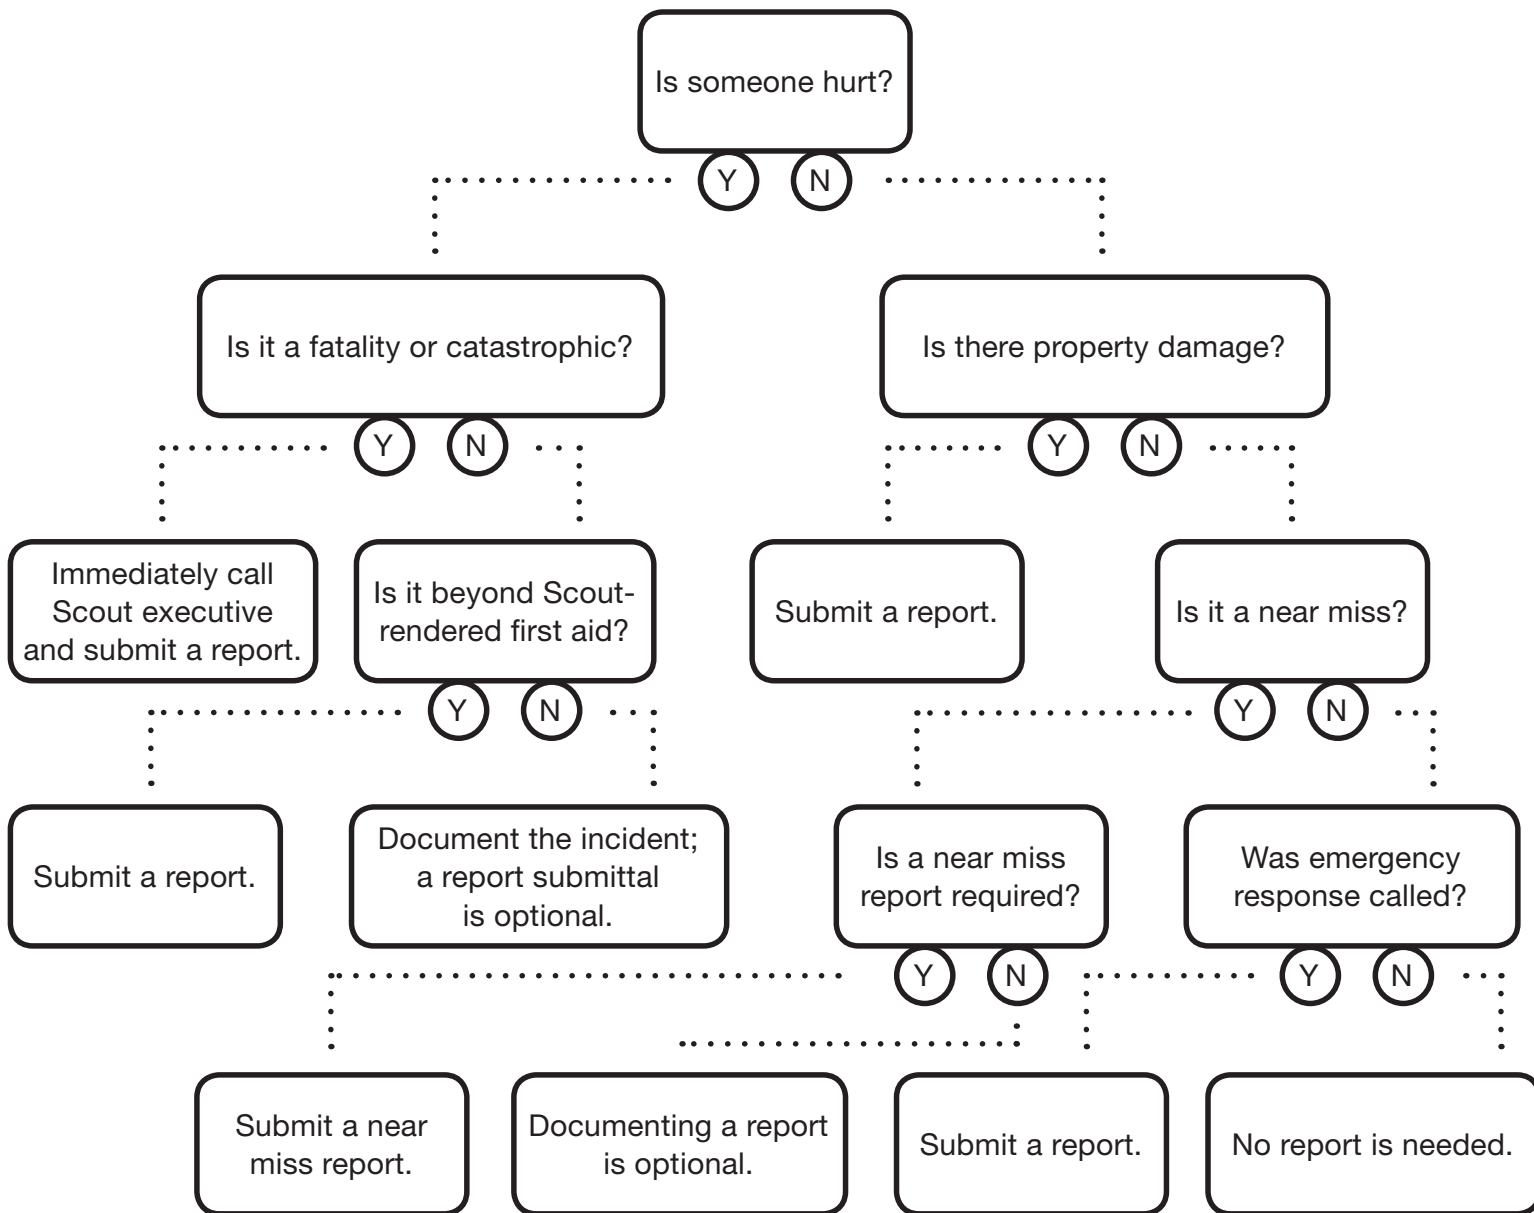 Is someone hurt?
Y N
Is it a fatality or catastrophic?
Is there property damage?
Y N
Y N
Immediately call
Scout executive
and submit a report.
Is it beyond Scout-
rendered first aid?
Submit a report.
Is it a near miss?
Y N
Y N
Submit a report.
Document the incident;
a report submittal
is optional.
Is a near miss
report required?
Was emergency
response called?
Y N
Y N
Submit a near
miss report.
Documenting a report
is optional.
Submit a report.
No report is needed.